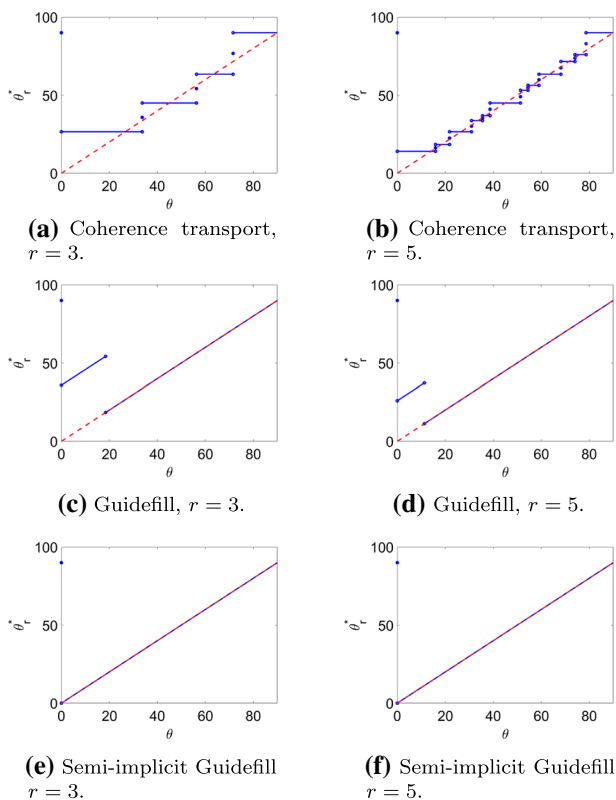 100
50
0
θ*r
0 20 40 60 80
θ
100
50
0
θ*r
0 20 40 60 80
θ
(a) Coherence transport,
r = 3.
(b) Coherence transport,
r = 5.
100
50
0
θ*r
0 20 40 60 80
θ
100
50
0
θ*r
0 20 40 60 80
θ
(c) Guidefill, r = 3.
(d) Guidefill, r = 5.
100
50
0
θ*r
0 20 40 60 80
θ
100
50
0
θ*r
0 20 40 60 80
θ
(e) Semi-implicit Guidefill
r = 3.
(f) Semi-implicit Guidefill
r = 5.